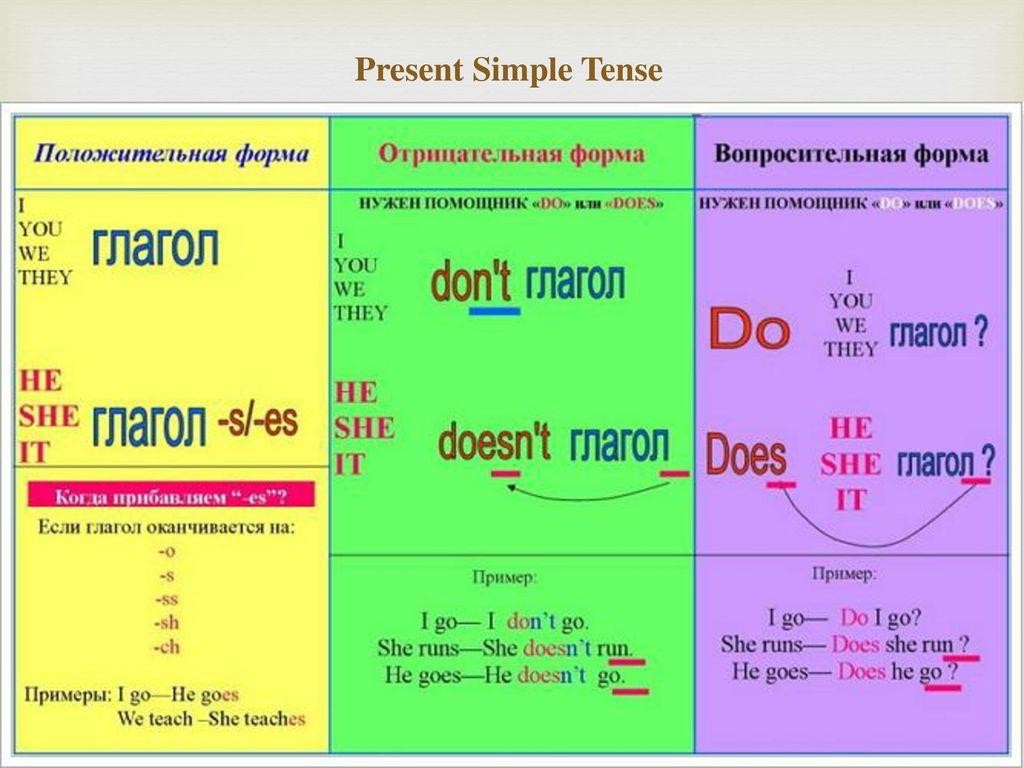 Present Simple Tense
Положительная форма
I
YOU
WE
THEY
глагол
HE
SHE
IT
глагол -s/-es
Когда прибавляем “-es”?
Если глагол оканчивается на:
-o
-s
-ss
-sh
-ch
Примеры: I go—He goes
We teach –She teaches
Отрицательная форма
НУЖЕН ПОМОЩНИК «DO» или «DOES»
I
YOU
WE
THEY
don't глагол
HE
SHE
IT
doesn't глагол
Пример:
I go— I don’t go.
She runs—She doesn’t run.
He goes—He doesn’t go.
Вопросительная форма
НУЖЕН ПОМОЩНИК «DO» или «DOES»
Do
I
YOU
WE
THEY
глагол ?
Does
HE
SHE
IT
глагол ?
Пример:
I go— Do I go?
She runs— Does she run ?
He goes— Does he go ?